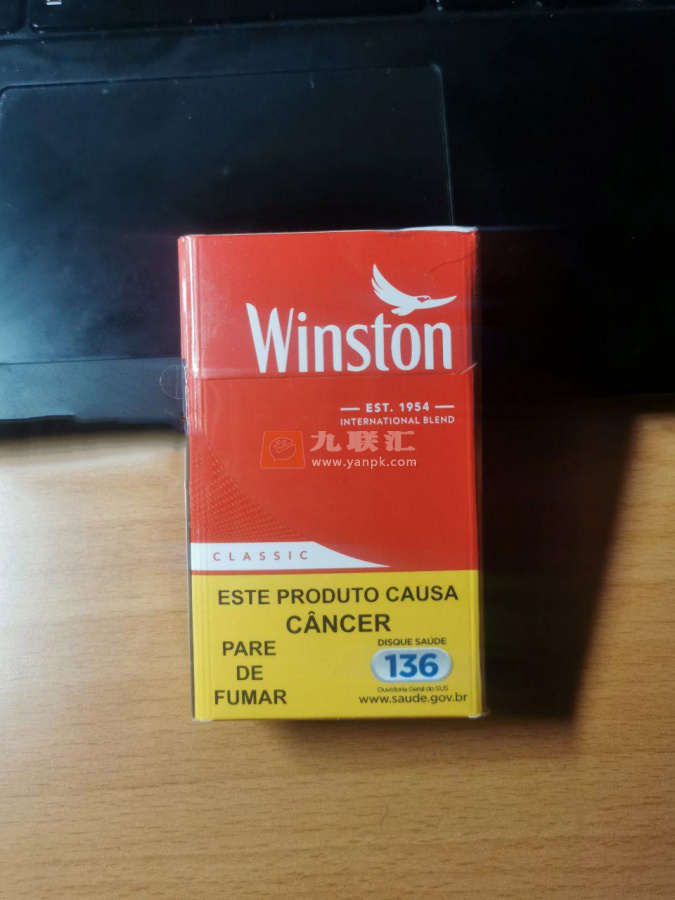 Winston
EST. 1954
INTERNATIONAL BLEND
九联汇
www.yanpk.com
CLASSIC
ESTE PRODUTO CAUSA
CÂNCER
PARE
DE
FUMAR
DISQUE SAÚDE
136
Ouvidoria Geral do SUS
www.saude.gov.br